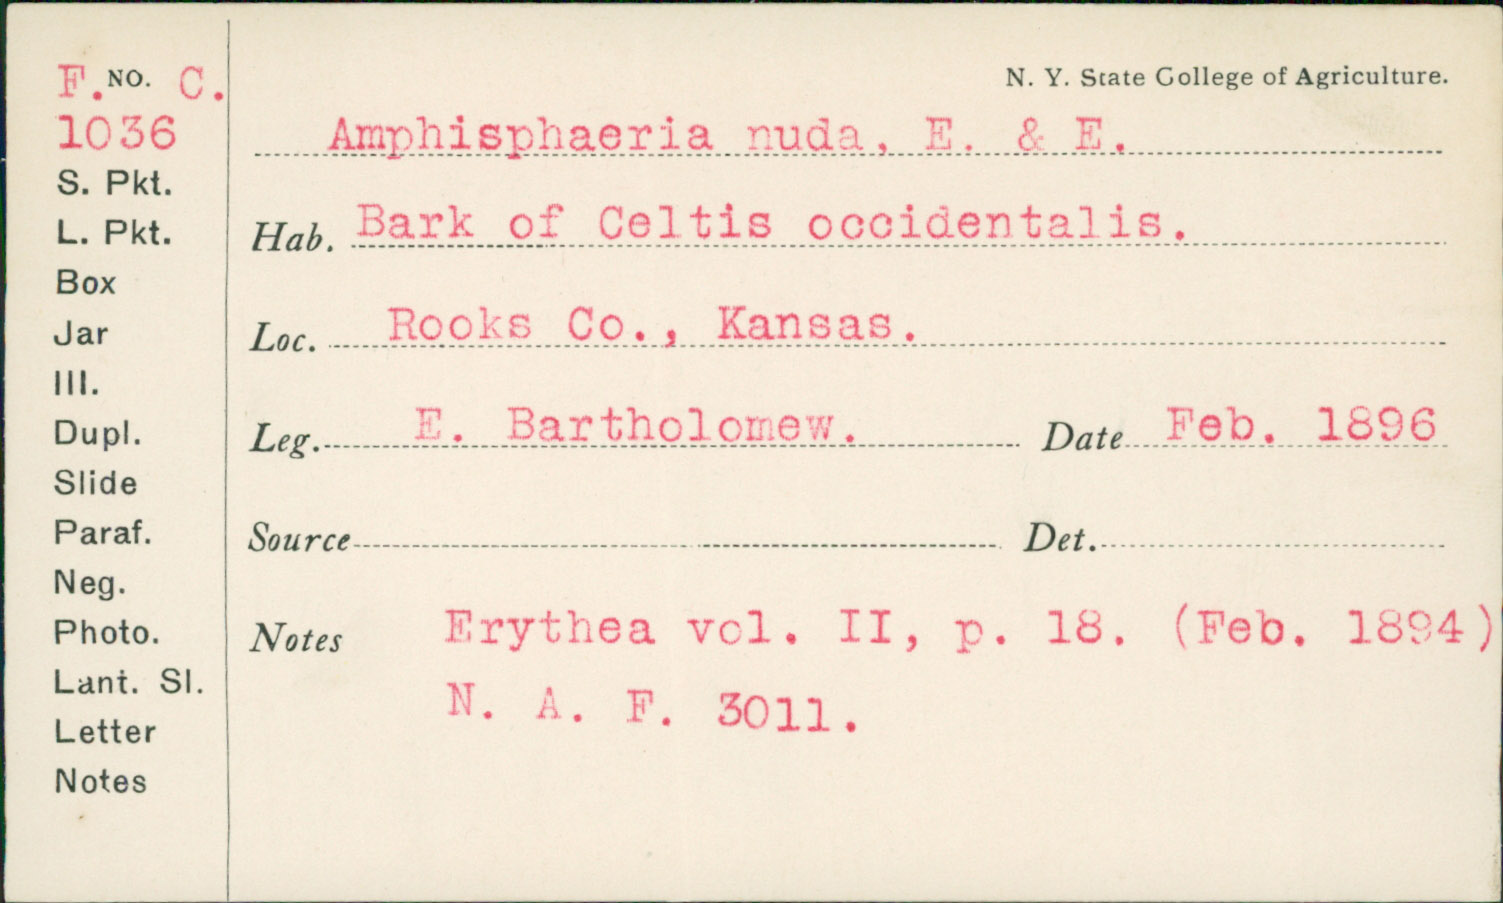 F. NO. C.
1036
S. Pkt.
L. Pkt.
Box
Jar
Ill.
Dupl.
Slide
Paraf.
Neg.
Photo.
Lant. Sl.
Letter
Notes
N. Y. State College of Agriculture.
Amphisphaeria nuda, E. & E.
Hab. Bark of Celtis occidentalis.
Loc. Rooks Co., Kansas.
Leg. E. Bartholomew. Date Feb. 1896
Source Det.
Notes Erythea vol. II, p. 18. (Feb. 1894)
N. A. F. 3011.